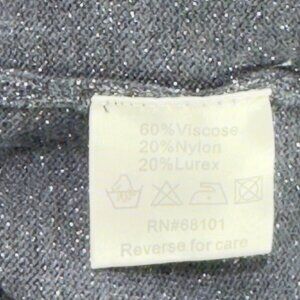 60%Viscose
20%Nylon
20%Lurex
RN#68101
Reverse for care